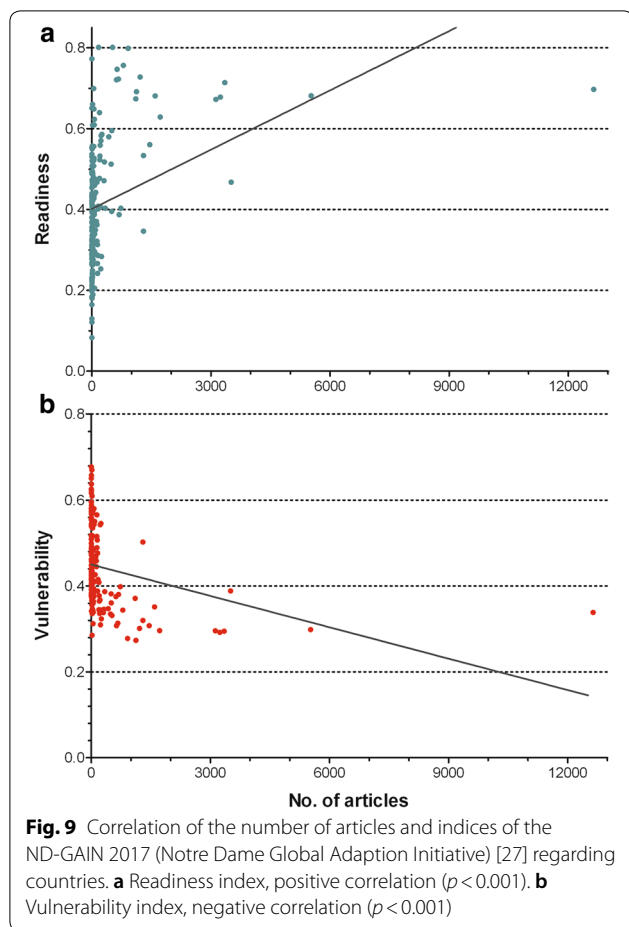 a
0.8
0.6
0.4
0.2
0.0
Readiness
0 3000 6000 9000 12000
b
0.8
0.6
0.4
0.2
0.0
Vulnerability
0 3000 6000 9000 12000
No. of articles
Fig. 9 Correlation of the number of articles and indices of the
ND-GAIN 2017 (Notre Dame Global Adaption Initiative) [27] regarding
countries. a Readiness index, positive correlation (p < 0.001). b
Vulnerability index, negative correlation (p < 0.001)